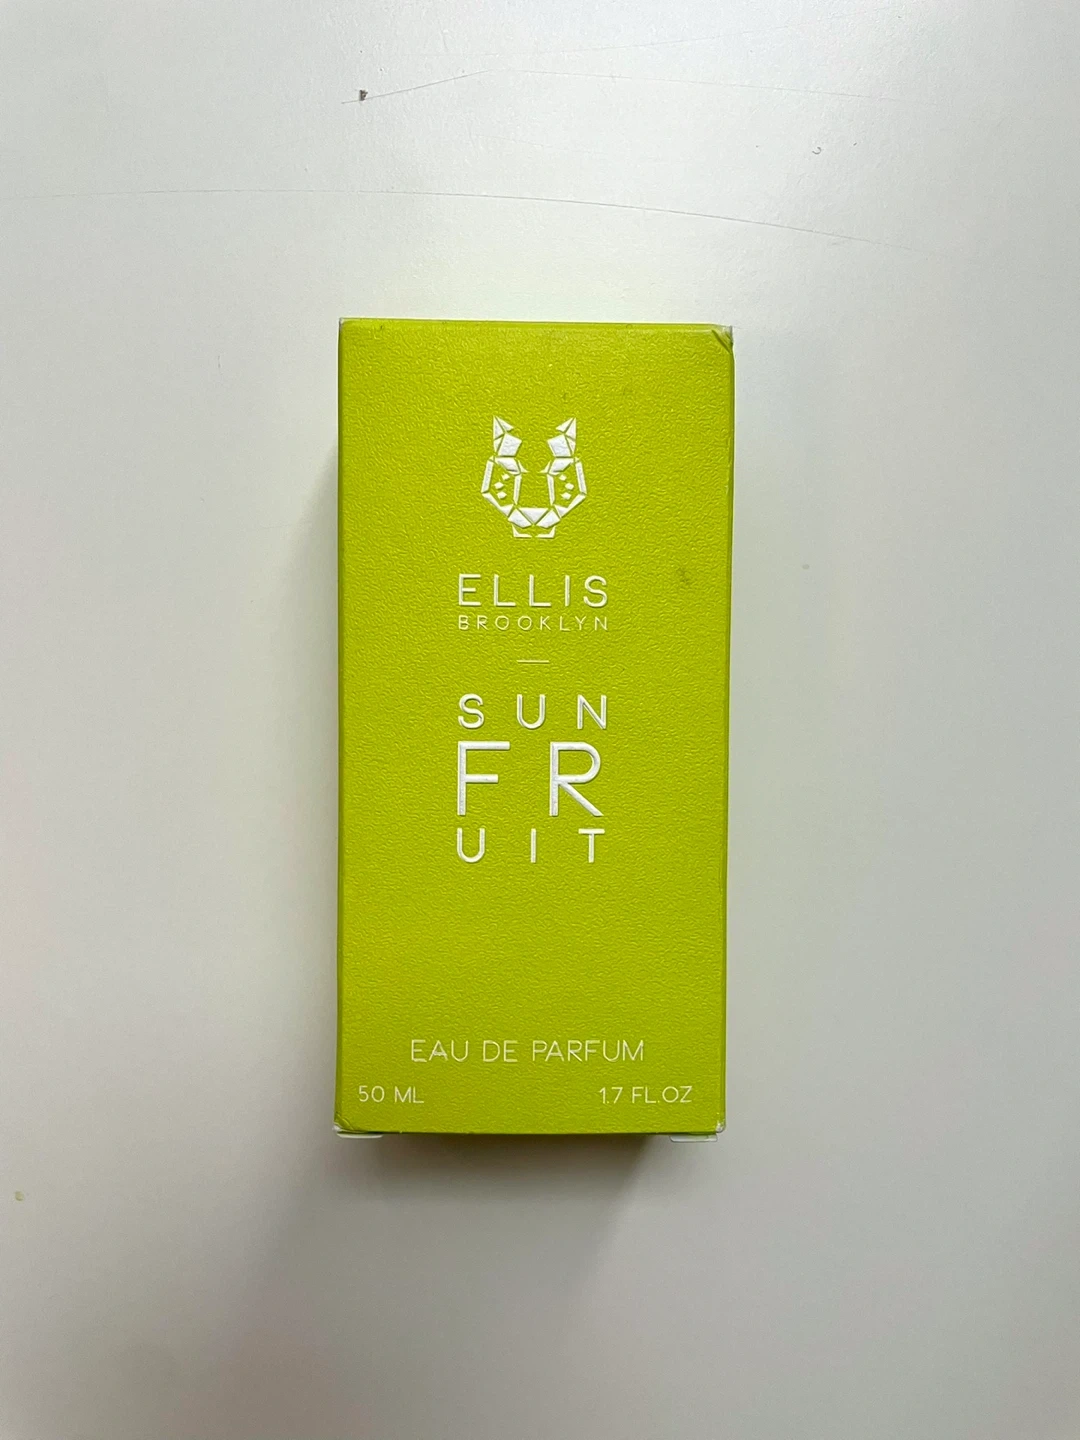 ELLIS
BROOKLYN
SUN
FR
UIT
EAU DE PARFUM
50 ML 1.7 FL.OZ